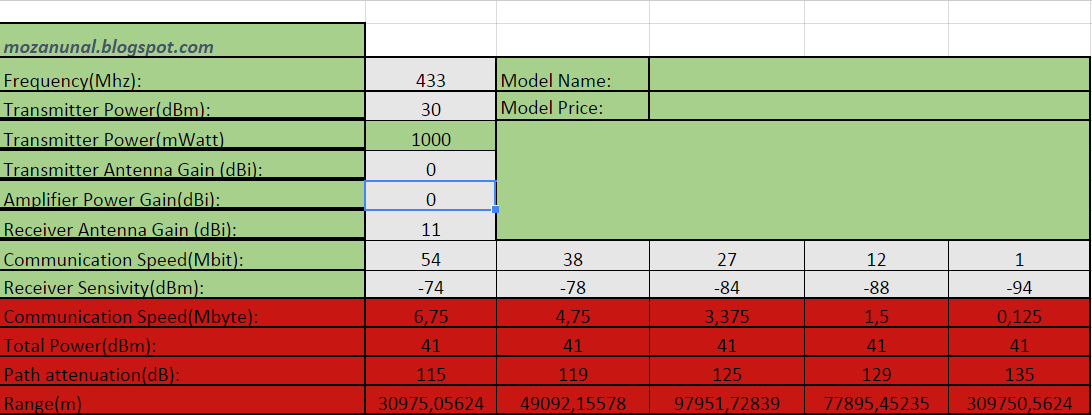 mozanunal.blogspot.com
Frequency(Mhz): 433 Model Name:
Transmitter Power(dBm): 30 Model Price:
Transmitter Power(mWatt) 1000
Transmitter Antenna Gain (dBi): 0
Amplifier Power Gain(dBi): 0
Receiver Antenna Gain (dBi): 11
Communication Speed(Mbit): 54 38 27 12 1
Receiver Sensivity(dBm): -74 -78 -84 -88 -94
Communication Speed(Mbyte): 6,75 4,75 3,375 1,5 0,125
Total Power(dBm): 41 41 41 41 41
Path attenuation(dB): 115 119 125 129 135
Range(m) 30975,05624 49092,15578 97951,72839 77895,45235 309750,5624